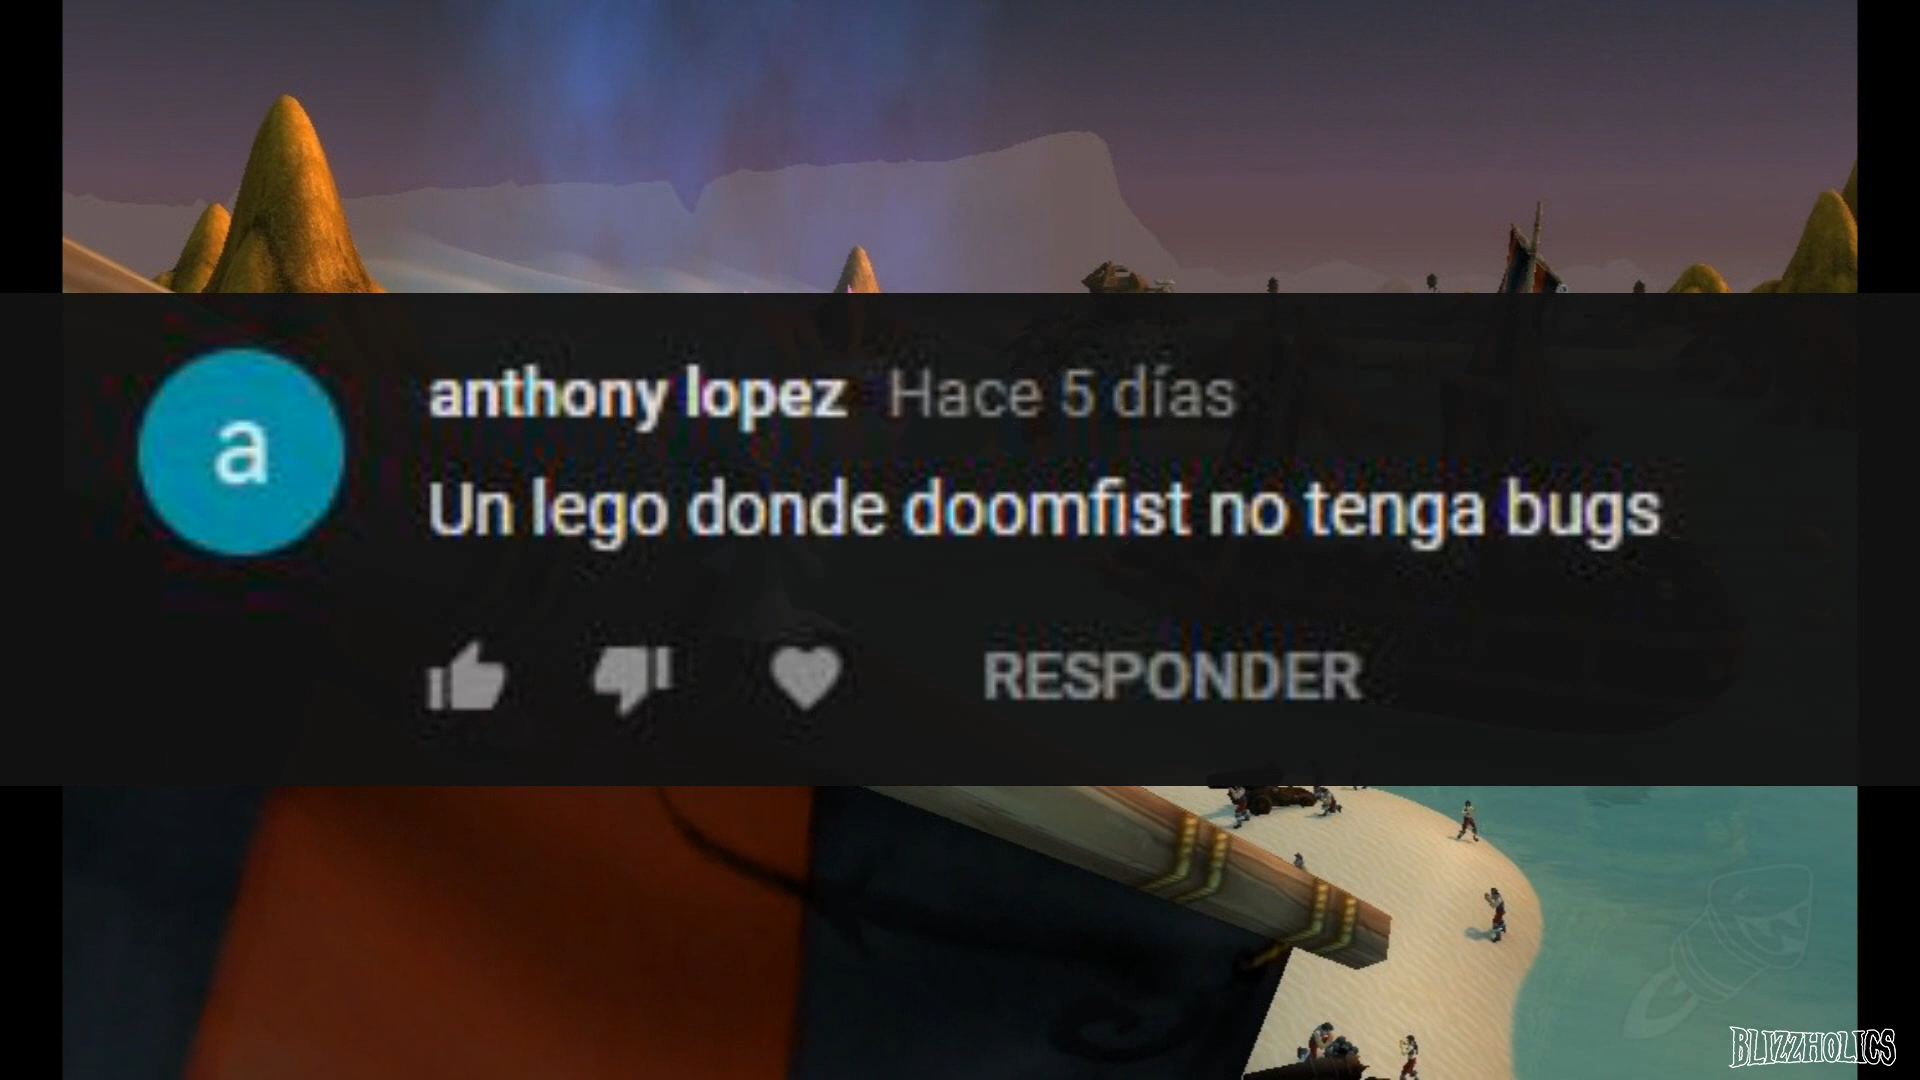 a
anthony lopez Hace 5 días
Un lego donde doomfist no tenga bugs
RESPONDER
BLIZZHOLICS